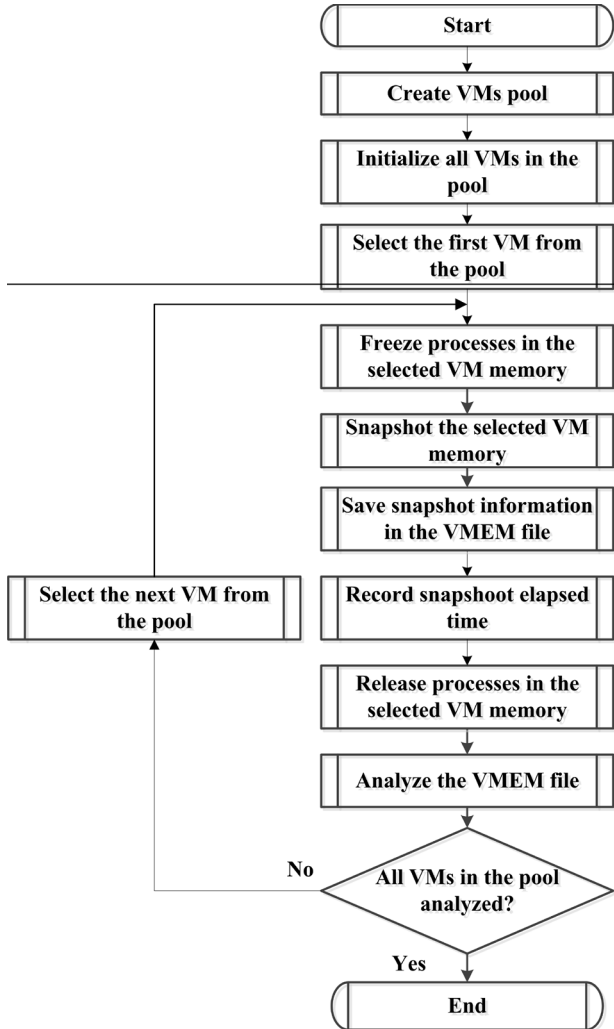 Start
Create VMs pool
Initialize all VMs in the
pool
Select the first VM from
the pool
Freeze processes in the
selected VM memory
Snapshot the selected VM
memory
Save snapshot information
in the VMEM file
Select the next VM from
the pool
Record snapshoot elapsed
time
Release processes in the
selected VM memory
Analyze the VMEM file
No
All VMs in the pool
analyzed?
Yes
End